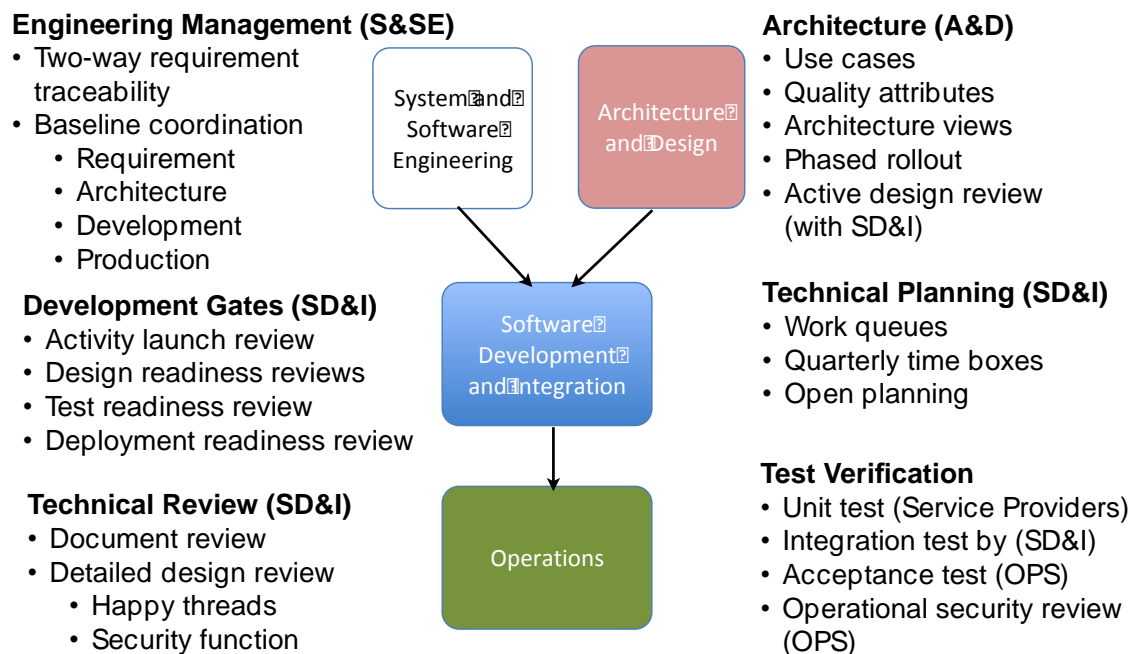 Engineering Management (S&SE)
• Two-way requirement
traceability
• Baseline coordination
• Requirement
• Architecture
• Development
• Production
System and
Software
Engineering
Architecture
and Design
Architecture (A&D)
• Use cases
• Quality attributes
• Architecture views
• Phased rollout
• Active design review
(with SD&I)
Development Gates (SD&I)
• Activity launch review
• Design readiness reviews
• Test readiness review
• Deployment readiness review
Software
Development
and Integration
Technical Planning (SD&I)
• Work queues
• Quarterly time boxes
• Open planning
Technical Review (SD&I)
• Document review
• Detailed design review
• Happy threads
• Security function
Operations
Test Verification
• Unit test (Service Providers)
• Integration test by (SD&I)
• Acceptance test (OPS)
• Operational security review
(OPS)